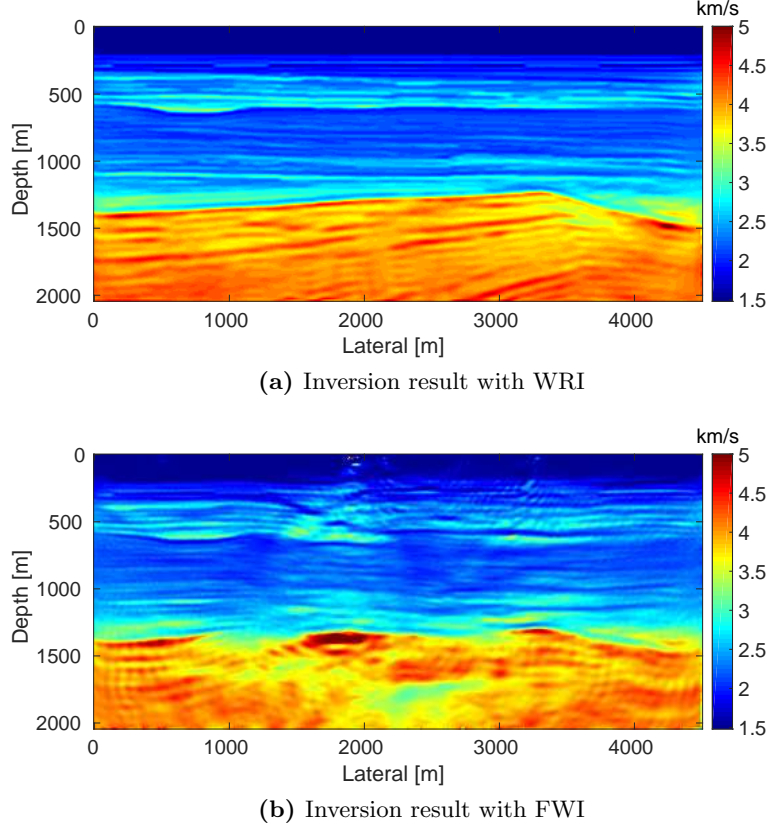 km/s
0
500
1000
1500
2000
Depth [m]
0 1000 2000 3000 4000
Lateral [m]
5
4.5
4
3.5
3
2.5
2
1.5
(a) Inversion result with WRI
km/s
0
500
1000
1500
2000
Depth [m]
0 1000 2000 3000 4000
Lateral [m]
5
4.5
4
3.5
3
2.5
2
1.5
(b) Inversion result with FWI